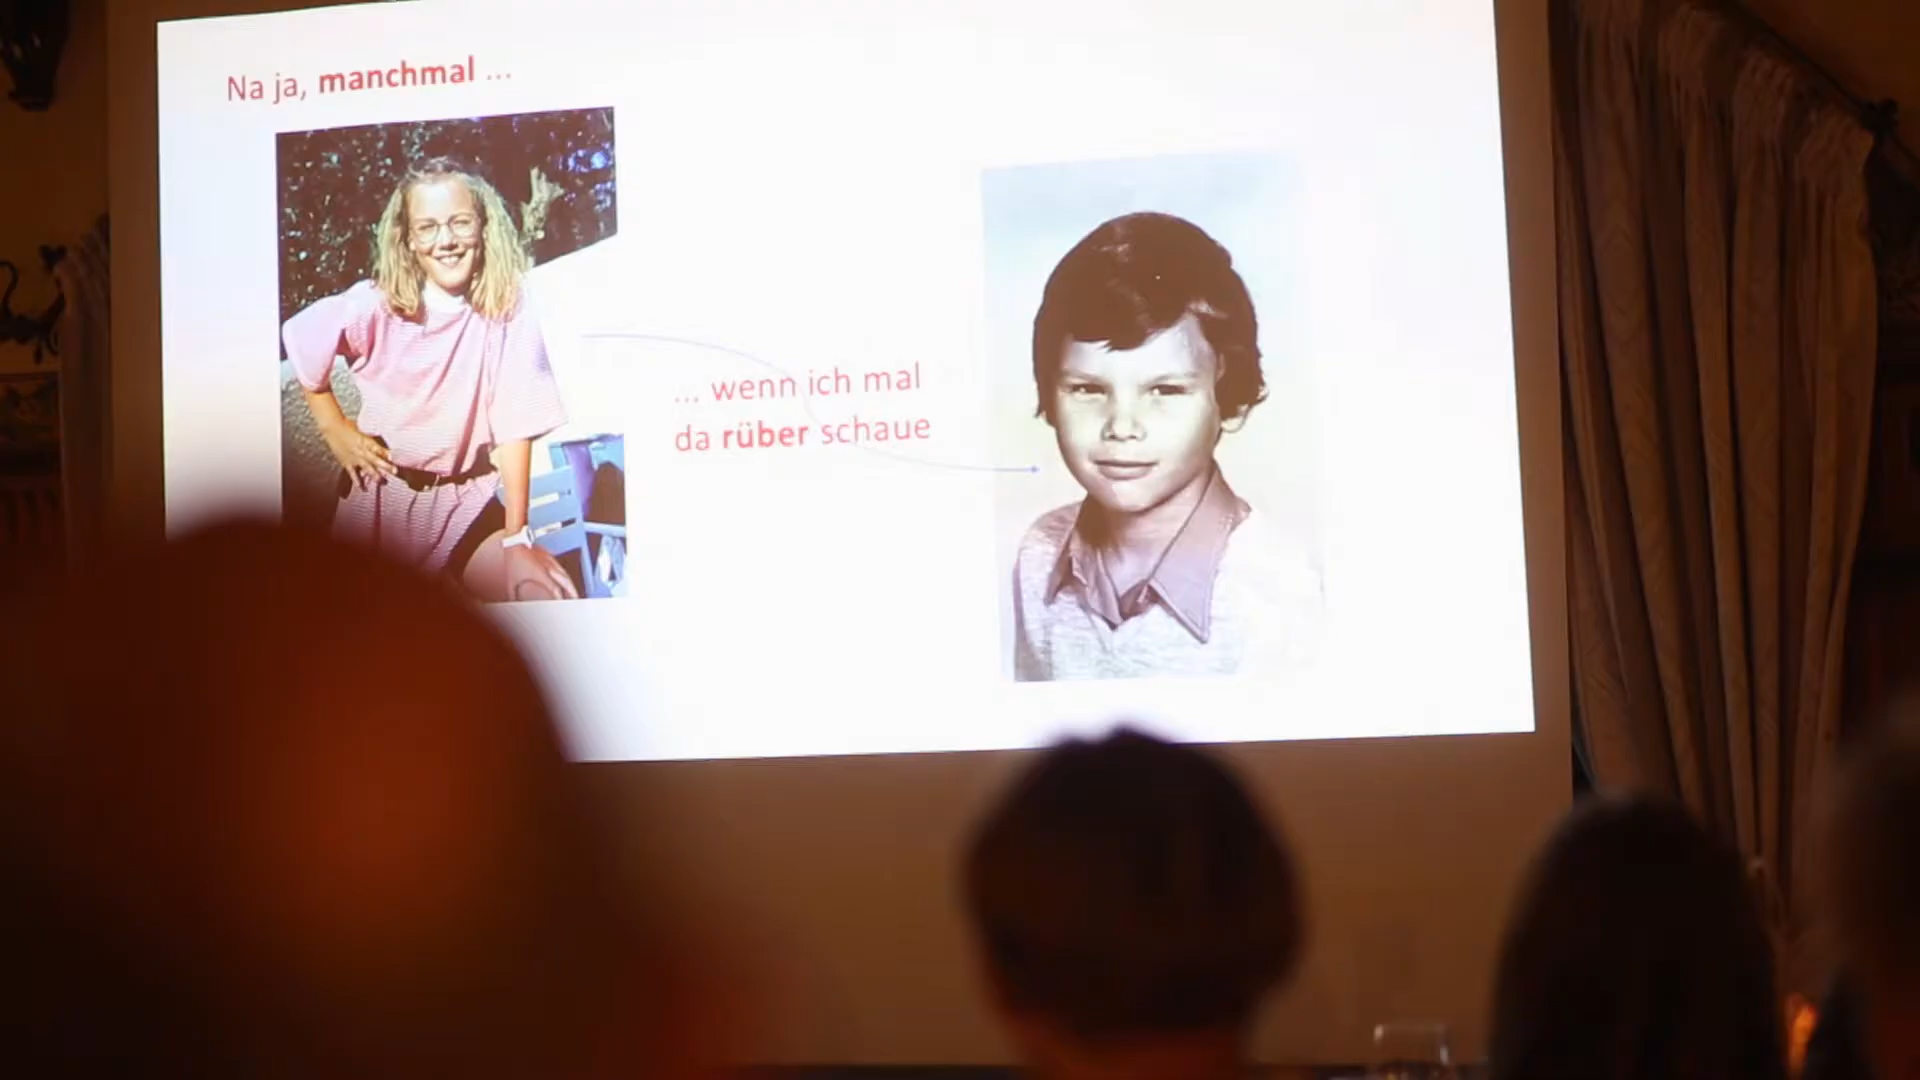 Na ja, manchmal ...
... wenn ich mal
da rüber schaue